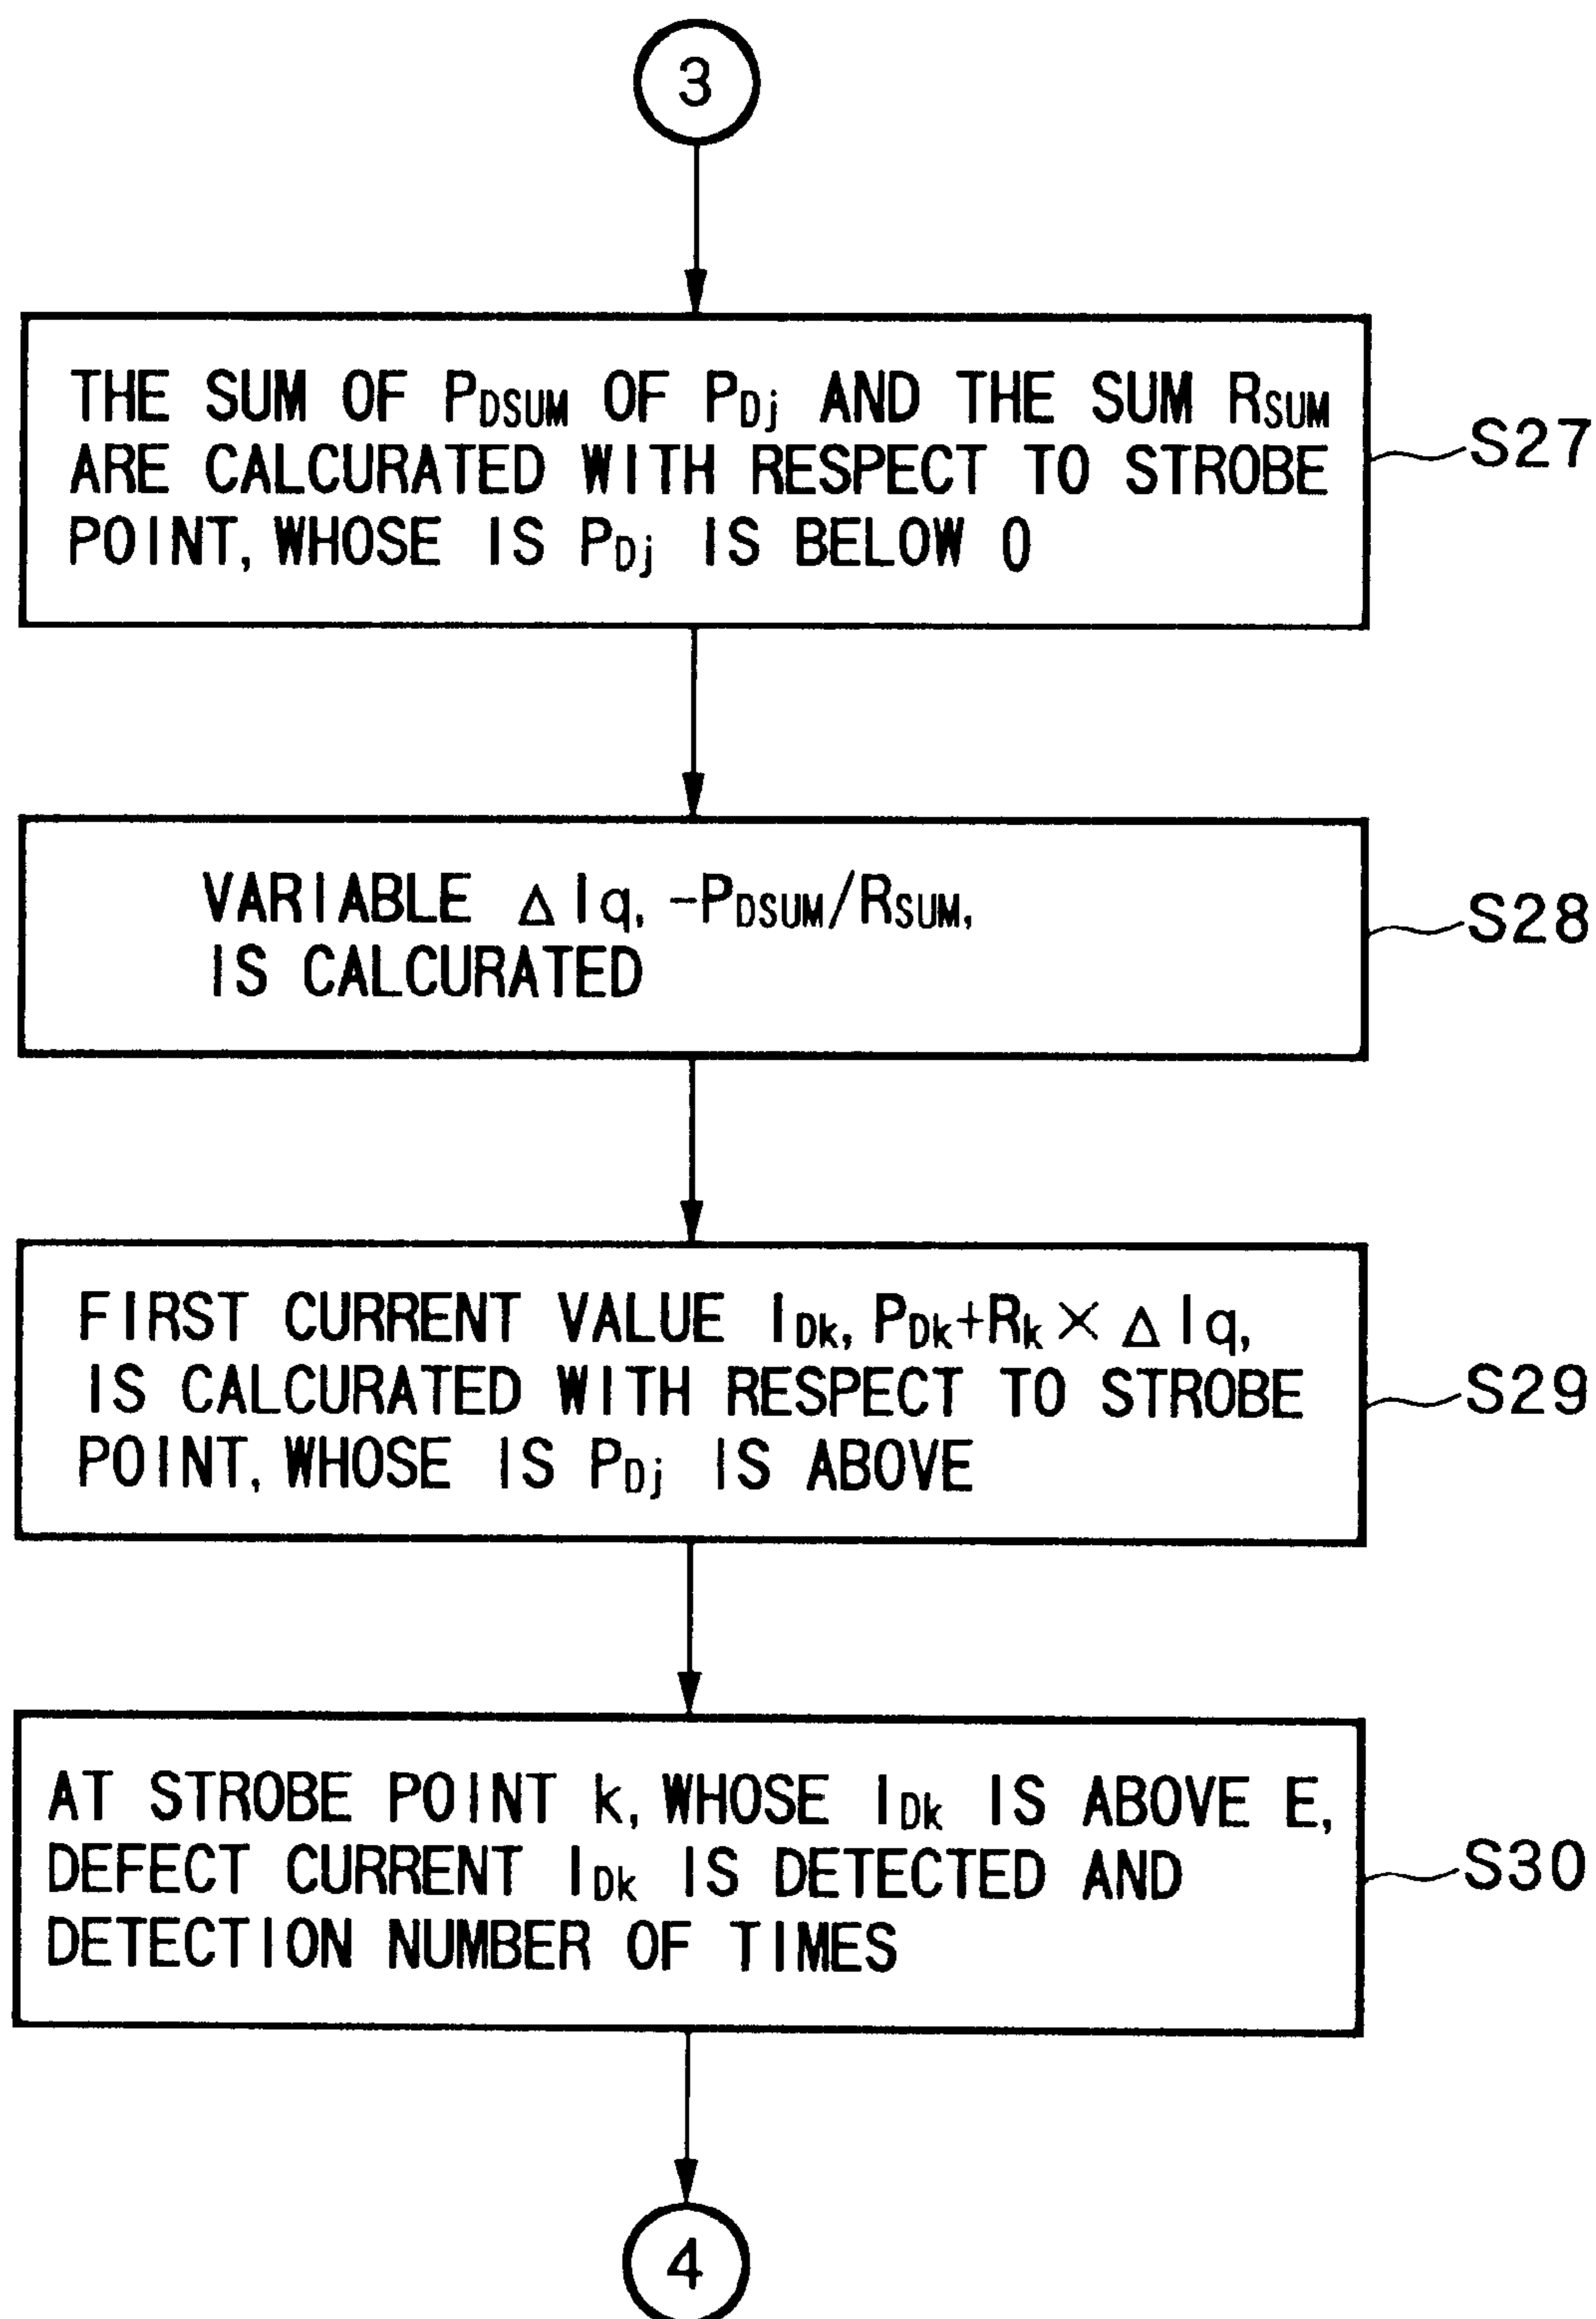 3
THE SUM OF PDSUM OF PDj AND THE SUM RSUM
ARE CALCURATED WITH RESPECT TO STROBE
POINT, WHOSE IS PDj IS BELOW 0
S27
VARIABLE Δ Iq, -PDSUM/RSUM,
IS CALCURATED
S28
FIRST CURRENT VALUE IDk, PDk+Rk × Δ Iq,
IS CALCURATED WITH RESPECT TO STROBE
POINT, WHOSE IS PDj IS ABOVE
S29
AT STROBE POINT k, WHOSE IDk IS ABOVE E,
DEFECT CURRENT IDk IS DETECTED AND
DETECTION NUMBER OF TIMES
S30
4